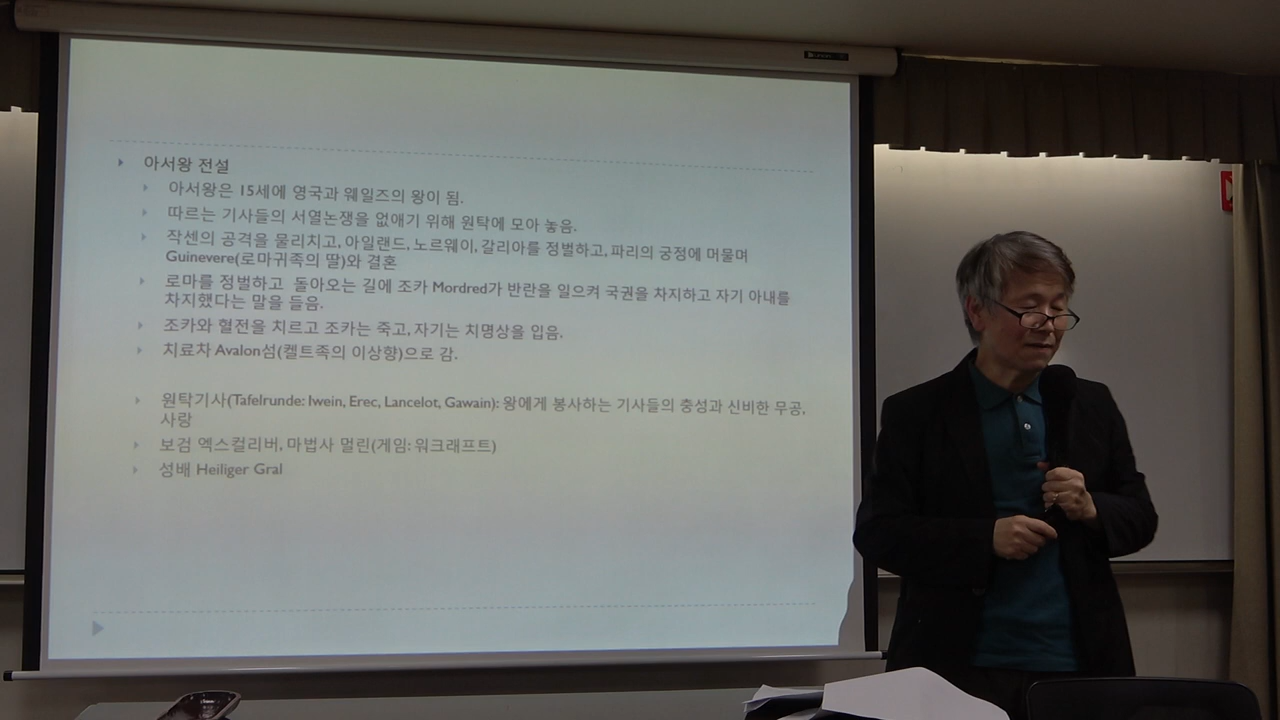 아서왕 전설
아서왕은 15세에 영국과 웨일즈의 왕이 됨.
따르는 기사들의 서열논쟁을 없애기 위해 원탁에 모아 놓음.
작센의 공격을 물리치고, 아일랜드, 노르웨이, 갈리아를 정벌하고, 파리의 궁정에 머물며
Guinevere(로마귀족의 딸)와 결혼
로마를 정벌하고 돌아오는 길에 조카 Mordred가 반란을 일으켜 국권을 차지하고 자기 아내를
차지했다는 말을 들음.
조카와 혈전을 치르고 조카는 죽고, 자기는 치명상을 입음.
치료차 Avalon섬(켈트족의 이상향)으로 감.
원탁기사(Tafelrunde: Iwein, Erec, Lancelot, Gawain): 왕에게 봉사하는 기사들의 충성과 신비한 무공,
사랑
보검 엑스컬리버, 마법사 멀린(게임: 워크래프트)
성배 Heiliger Gral